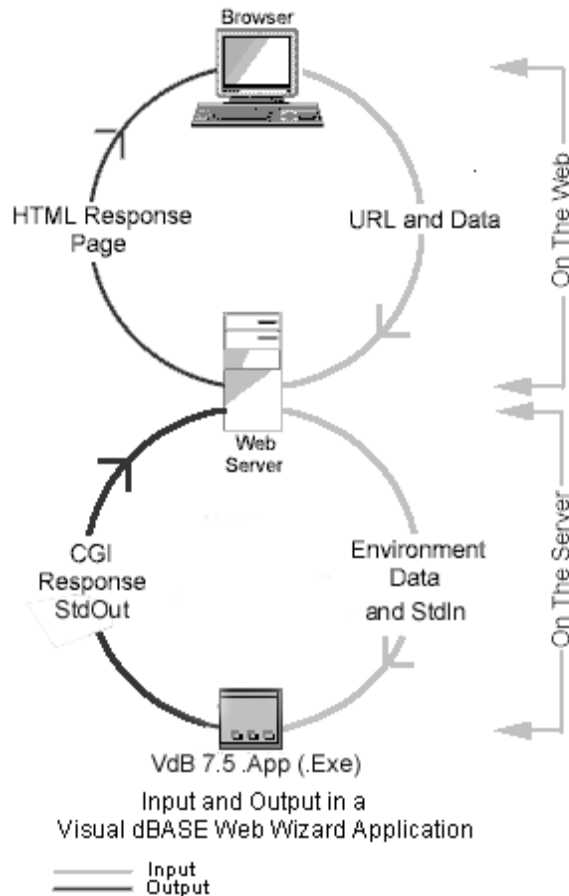 Browser
HTML Response
Page
URL and Data
On The Web
Web
Server
CGI
Response
StdOut
Environment
Data
and StdIn
On The Server
VdB 7.5 .App (.Exe)
Input and Output in a
Visual dBASE Web Wizard Application
Input
Output